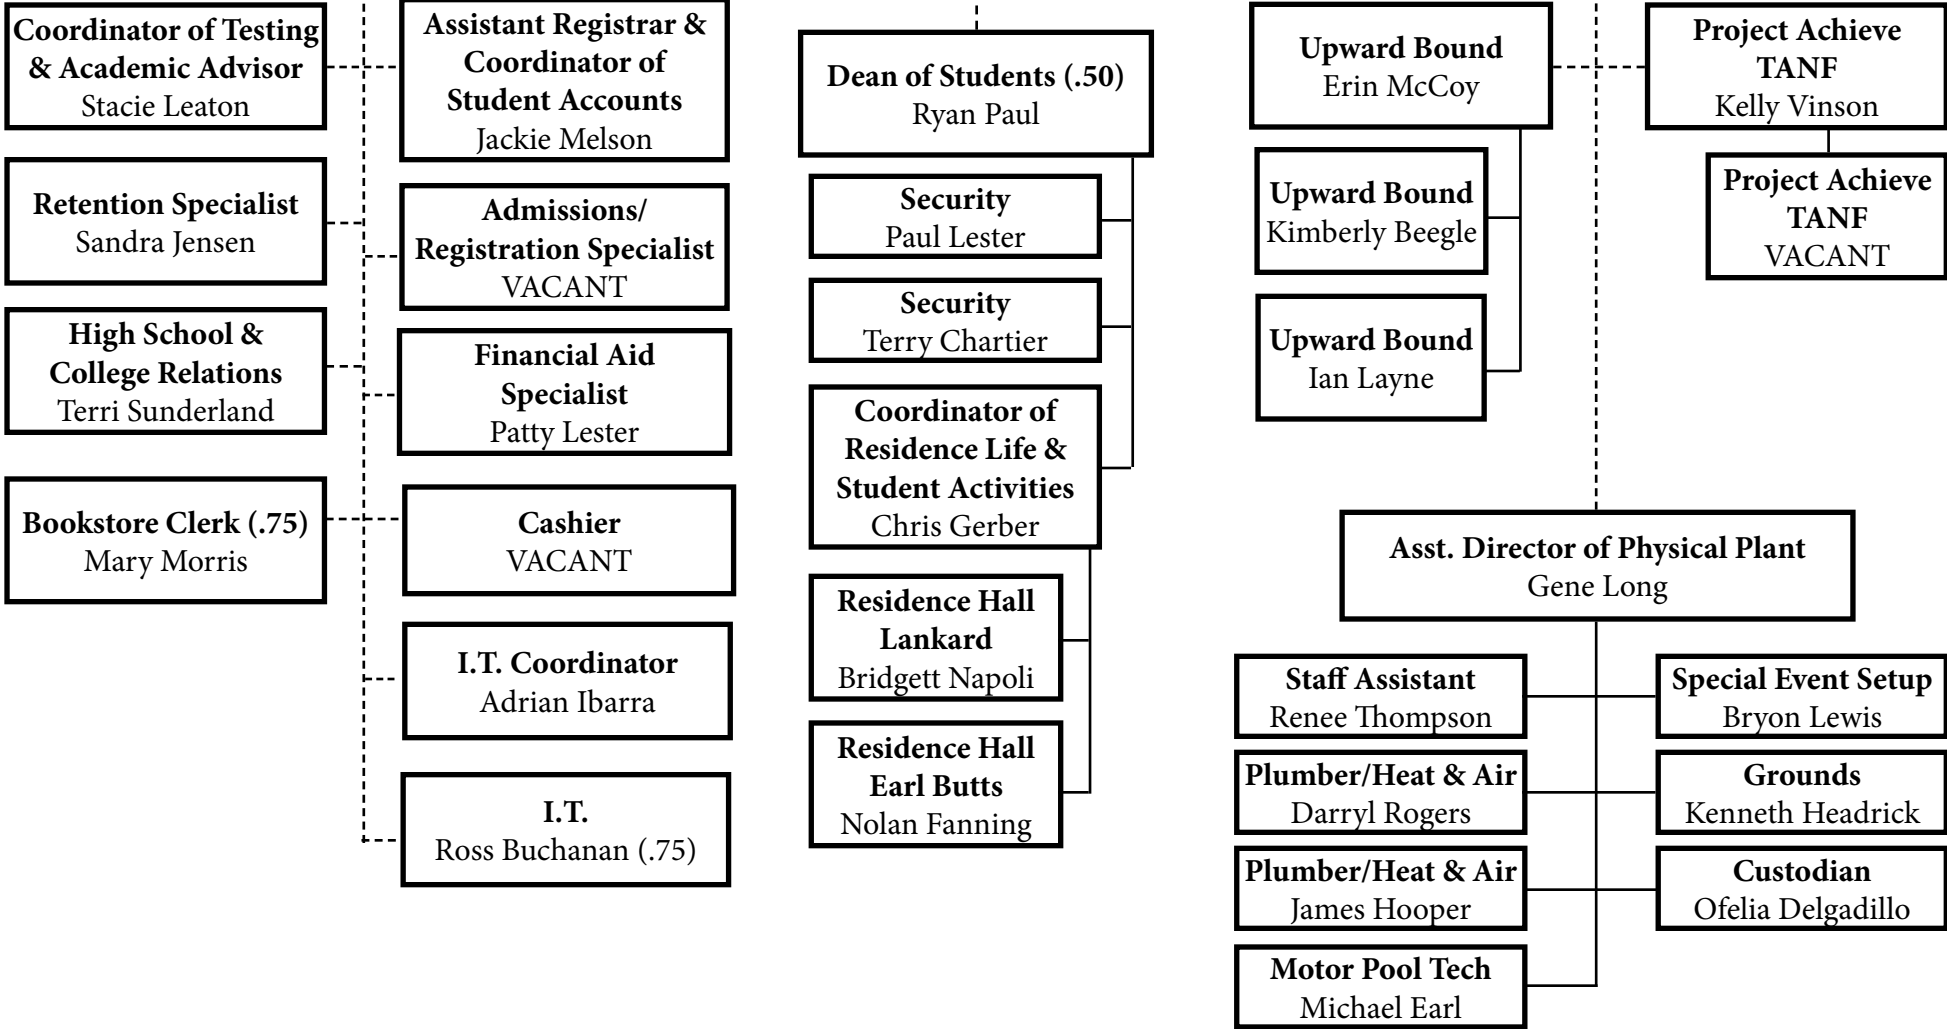 Coordinator of Testing
& Academic Advisor
Stacie Leaton
Retention Specialist
Sandra Jensen
High School &
College Relations
Terri Sunderland
Bookstore Clerk (.75)
Mary Morris
Assistant Registrar &
Coordinator of
Student Accounts
Jackie Melson
Admissions/
Registration Specialist
VACANT
Financial Aid
Specialist
Patty Lester
Cashier
VACANT
I.T. Coordinator
Adrian Ibarra
I.T.
Ross Buchanan (.75)
Dean of Students (.50)
Ryan Paul
Security
Paul Lester
Security
Terry Chartier
Coordinator of
Residence Life &
Student Activities
Chris Gerber
Residence Hall
Lankard
Bridgett Napoli
Residence Hall
Earl Butts
Nolan Fanning
Upward Bound
Erin McCoy
Upward Bound
Kimberly Beegle
Upward Bound
Ian Layne
Project Achieve
TANF
Kelly Vinson
Project Achieve
TANF
VACANT
Asst. Director of Physical Plant
Gene Long
Staff Assistant
Renee Thompson
Special Event Setup
Bryon Lewis
Plumber/Heat & Air
Darryl Rogers
Grounds
Kenneth Headrick
Plumber/Heat & Air
James Hooper
Custodian
Ofelia Delgadillo
Motor Pool Tech
Michael Earl